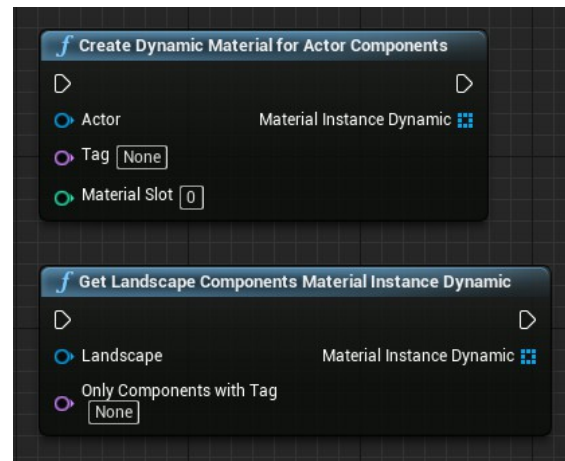 f Create Dynamic Material for Actor Components
Actor Material Instance Dynamic
Tag None
Material Slot 0
f Get Landscape Components Material Instance Dynamic
Landscape Material Instance Dynamic
Only Components with Tag
None